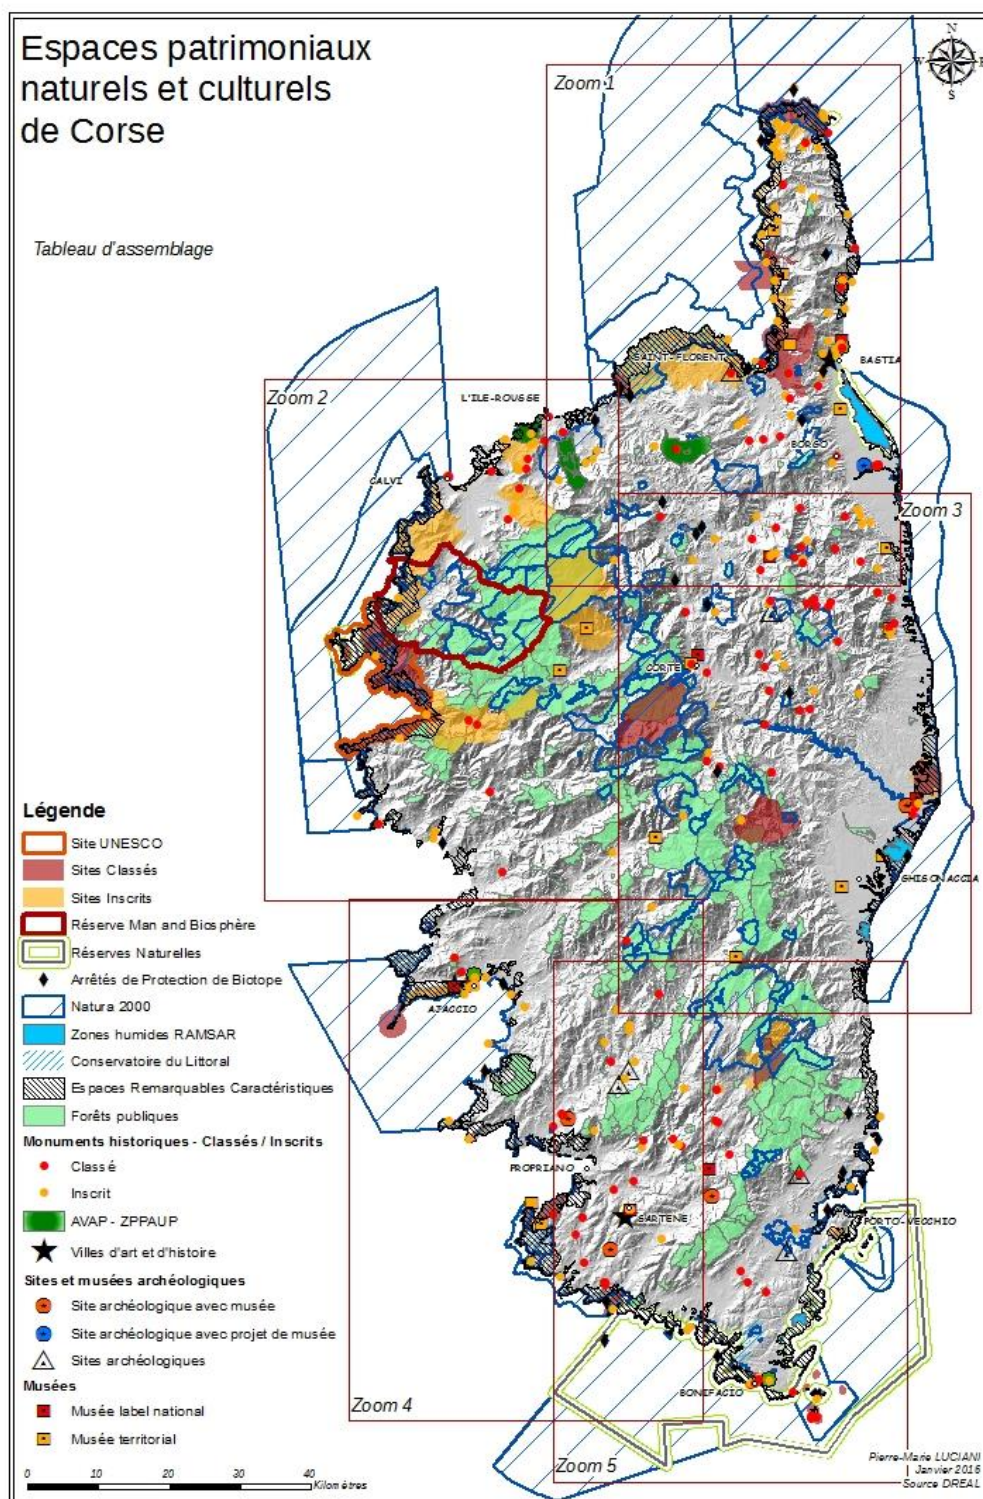 Espaces patrimoniaux
naturels et culturels
de Corse
Tableau d'assemblage
N
W
E
S
Zoom 1
SAINT-FLORENT
BASTIA
Zoom 2
L'ILE-ROUSSE
BORGO
CALVI
Zoom 3
CORTE
GHISONACCIA
AJACCIO
PROPRIANO
SARTENE
PORTO-VECCHIO
BONIFACIO
Zoom 4
Zoom 5
Légende
Site UNESCO
Sites Classés
Sites Inscrits
Réserve Man and Biosphère
Réserves Naturelles
Arrêtés de Protection de Biotope
Natura 2000
Zones humides RAMSAR
Conservatoire du Littoral
Espaces Remarquables Caractéristiques
Forêts publiques
Monuments historiques - Classés / Inscrits
Classé
Inscrit
AVAP - ZPPAUP
Villes d'art et d'histoire
Sites et musées archéologiques
Site archéologique avec musée
Site archéologique avec projet de musée
Sites archéologiques
Musées
Musée label national
Musée territorial
0 10 20 30 40
Kilomètres
Pierre-Marie LUCIANI
Janvier 2016
Source DREAL